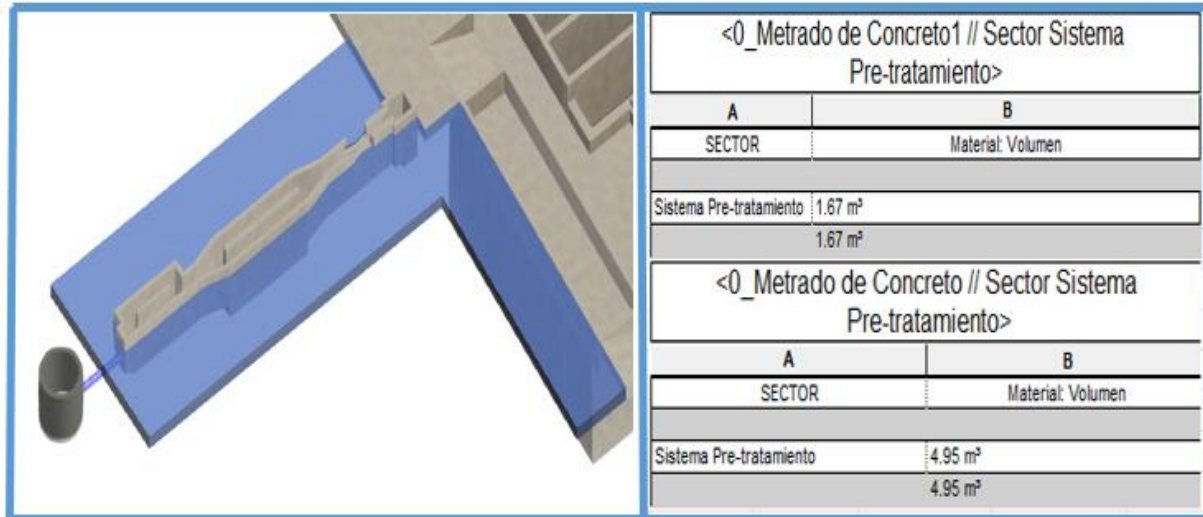 <0_Metrado de Concreto1 // Sector Sistema
Pre-tratamiento>
A B
SECTOR Material: Volumen
Sistema Pre-tratamiento 1.67 m³
1.67 m³
<0_Metrado de Concreto // Sector Sistema
Pre-tratamiento>
A B
SECTOR Material: Volumen
Sistema Pre-tratamiento 4.95 m³
4.95 m³